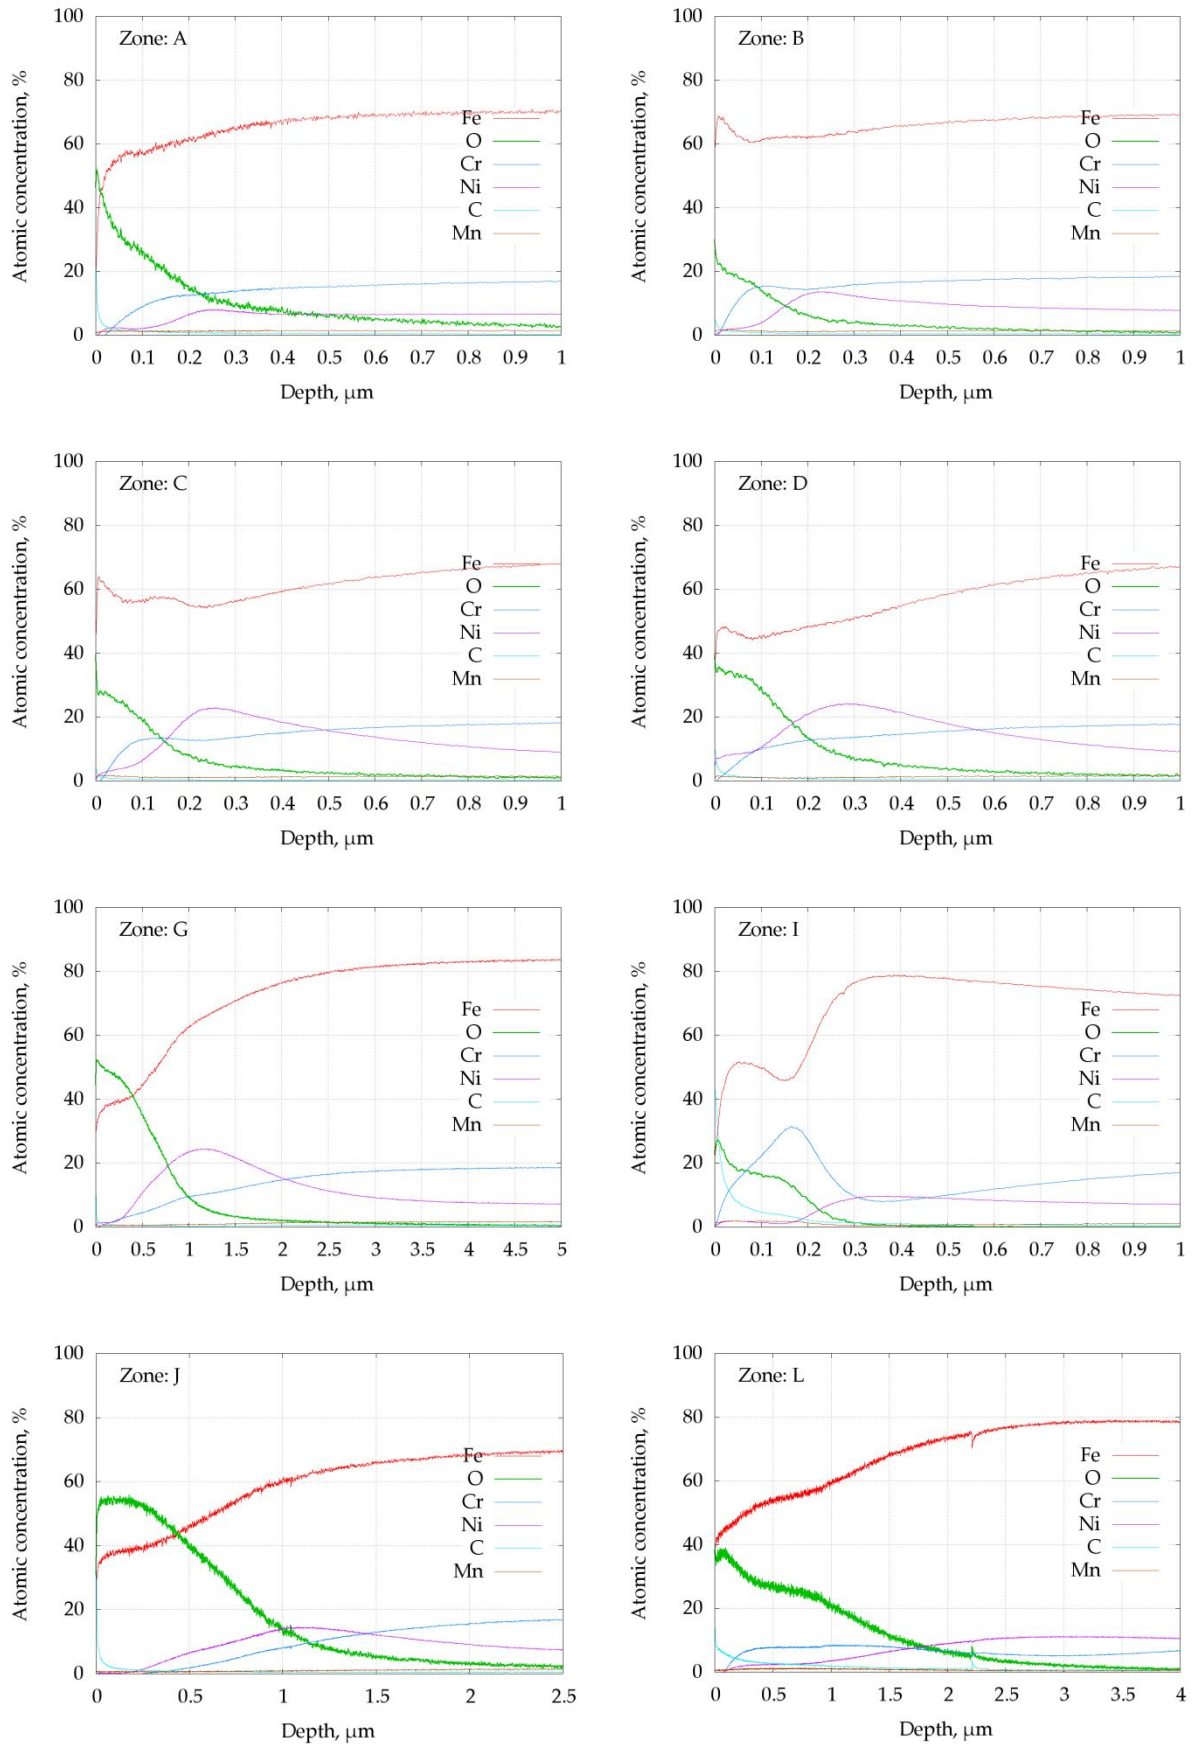 Atomic concentration, %
100
80
60
40
20
0
Zone: A
Fe
O
Cr
Ni
C
Mn
0 0.1 0.2 0.3 0.4 0.5 0.6 0.7 0.8 0.9 1
Depth, μm
Atomic concentration, %
100
80
60
40
20
0
Zone: B
Fe
O
Cr
Ni
C
Mn
0 0.1 0.2 0.3 0.4 0.5 0.6 0.7 0.8 0.9 1
Depth, μm
Atomic concentration, %
100
80
60
40
20
0
Zone: C
Fe
O
Cr
Ni
C
Mn
0 0.1 0.2 0.3 0.4 0.5 0.6 0.7 0.8 0.9 1
Depth, μm
Atomic concentration, %
100
80
60
40
20
0
Zone: D
Fe
O
Cr
Ni
C
Mn
0 0.1 0.2 0.3 0.4 0.5 0.6 0.7 0.8 0.9 1
Depth, μm
Atomic concentration, %
100
80
60
40
20
0
Zone: G
Fe
O
Cr
Ni
C
Mn
0 0.5 1 1.5 2 2.5 3 3.5 4 4.5 5
Depth, μm
Atomic concentration, %
100
80
60
40
20
0
Zone: I
Fe
O
Cr
Ni
C
Mn
0 0.1 0.2 0.3 0.4 0.5 0.6 0.7 0.8 0.9 1
Depth, μm
Atomic concentration, %
100
80
60
40
20
0
Zone: J
Fe
O
Cr
Ni
C
Mn
0 0.5 1 1.5 2 2.5
Depth, μm
Atomic concentration, %
100
80
60
40
20
0
Zone: L
Fe
O
Cr
Ni
C
Mn
0 0.5 1 1.5 2 2.5 3 3.5 4
Depth, μm